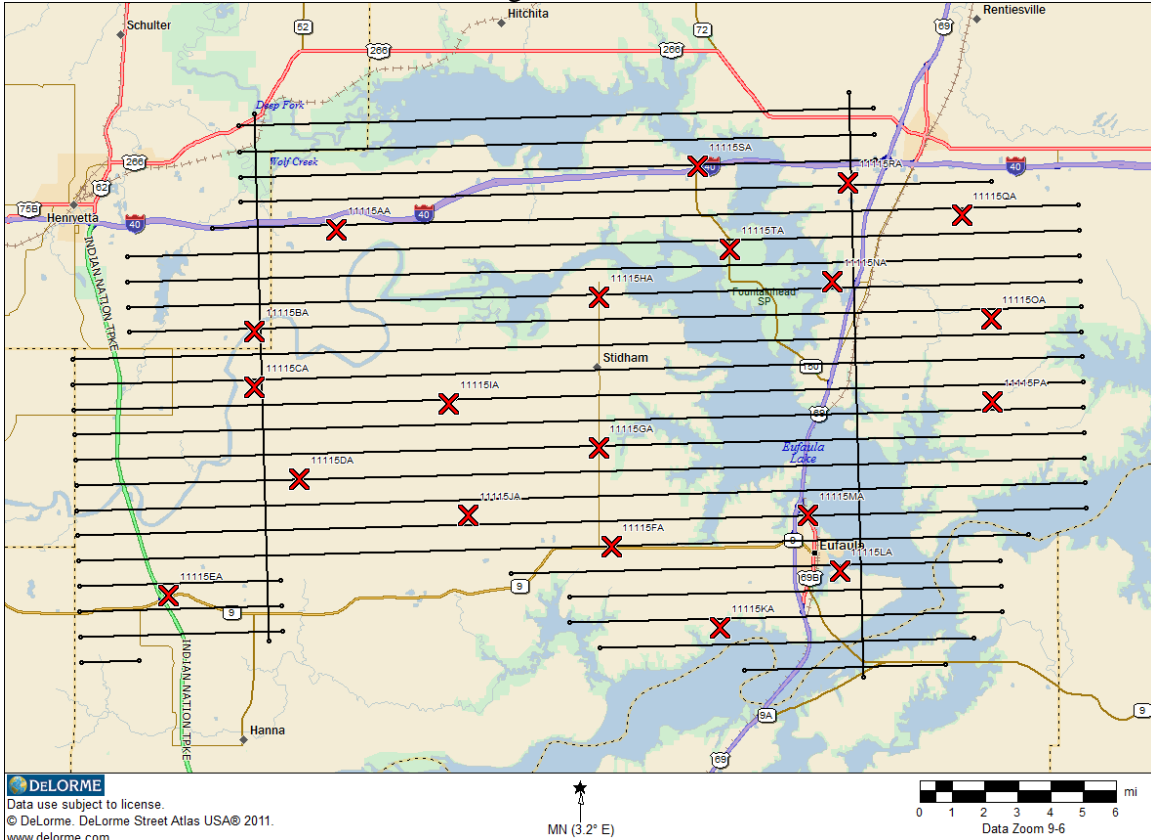 Schulter
Hitchita
Rentiesville
52
72
69
266
266
Deep Fork
Wolf Creek
266
62
75B
Henryetta
40
40
40
40
11115SA
11115RA
11115QA
11115AA
11115TA
11115NA
11115HA
Fountainhead
SP
11115OA
11115BA
INDIAN NATION TPKE
Stidham
150
11115CA
11115IA
11115PA
69
11115GA
Eufaula
Lake
11115DA
11115JA
11115MA
11115FA
9
Eufaula
11115LA
69B
9
11115EA
9
11115KA
INDIAN NATION TPKE
Hanna
9A
9
69
DELORME
Data use subject to license.
© DeLorme. DeLorme Street Atlas USA® 2011.
www.delorme.com
MN (3.2° E)
mi
0 1 2 3 4 5 6
Data Zoom 9-6